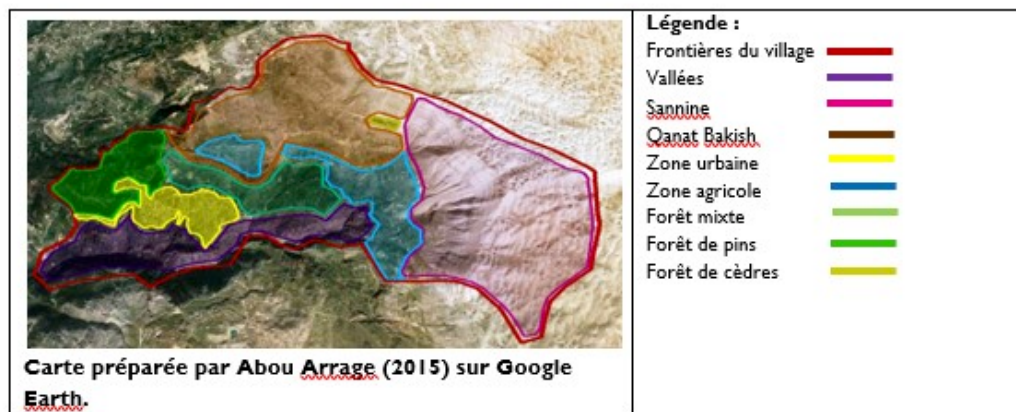 Légende :
Frontières du village
Vallées
Sannine
Qanat Bakish
Zone urbaine
Zone agricole
Forêt mixte
Forêt de pins
Forêt de cèdres
Carte préparée par Abou Arrage (2015) sur Google
Earth.